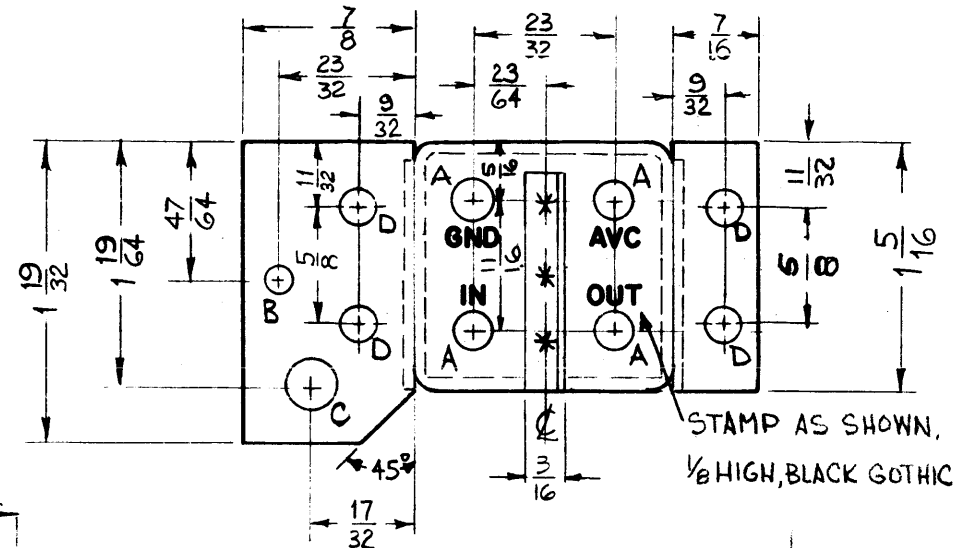 7/8
23/32
7/16
23/32
23/64
9/32
9/32
11/32
5/16
11/32
A
A
D
D
47/64
GND
AVC
1 19/64
5/8
11/16
5/8
1 5/16
1 19/32
B
IN
OUT
A
A
D
D
C
℄
STAMP AS SHOWN,
45°
3/16
1/8 HIGH, BLACK GOTHIC
17/32